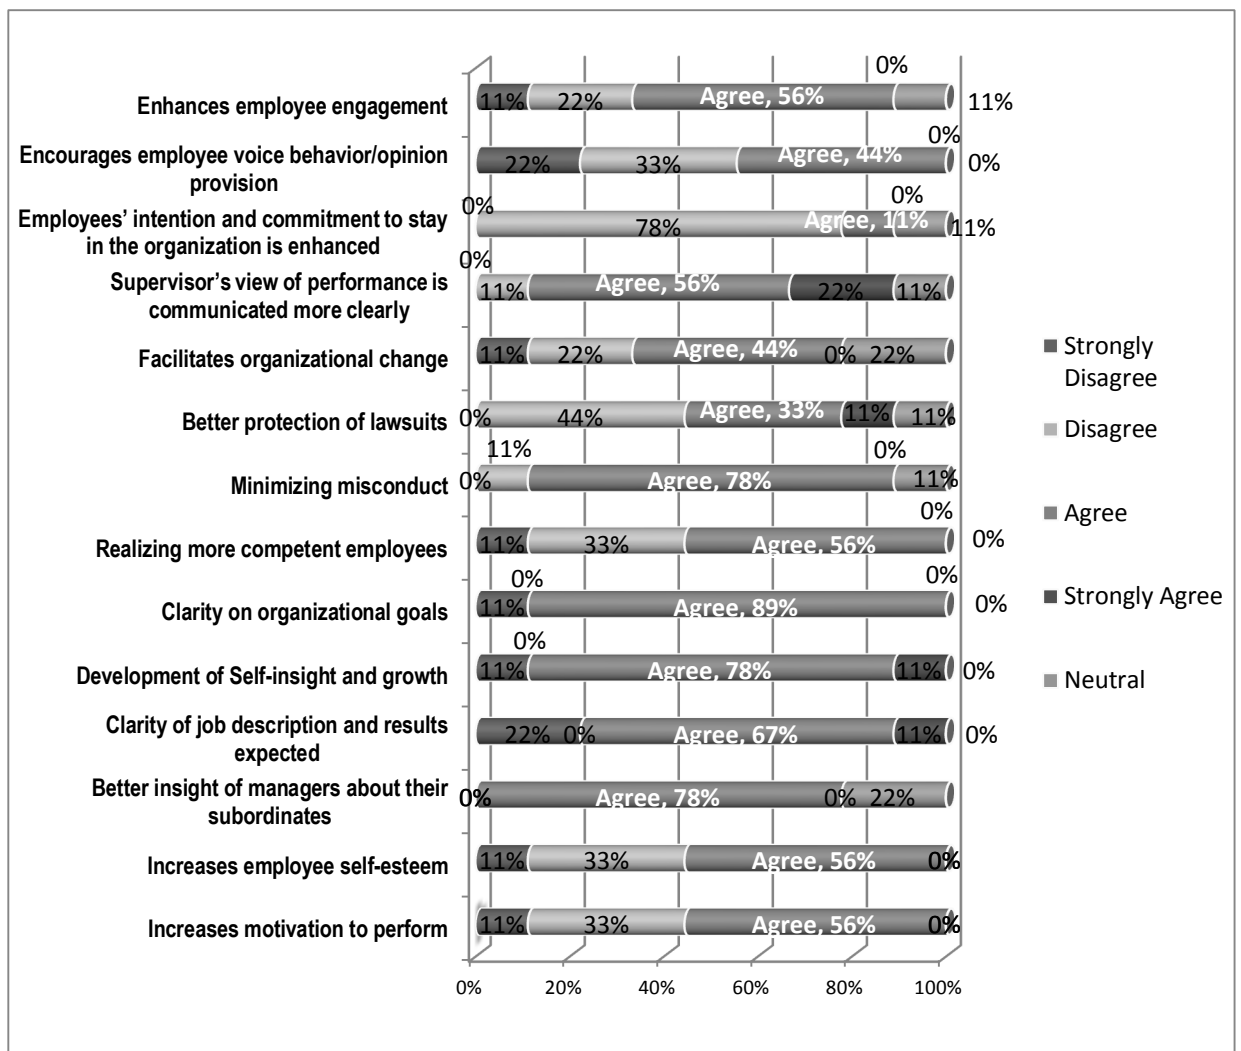 0%
Enhances employee engagement
11% 22% Agree, 56% 11%
0%
Encourages employee voice behavior/opinion
provision
22% 33% Agree, 44% 0%
0%
0%
Employees’ intention and commitment to stay
in the organization is enhanced
78% Agree, 11% 11%
0%
Supervisor’s view of performance is
communicated more clearly
11% Agree, 56% 22% 11%
Facilitates organizational change
11% 22% Agree, 44% 0% 22%
Better protection of lawsuits
0% 44% Agree, 33% 11% 11%
11% 0%
Minimizing misconduct
0% Agree, 78% 11%
0%
Realizing more competent employees
11% 33% Agree, 56% 0%
0% 0%
Clarity on organizational goals
11% Agree, 89% 0%
0%
Development of Self-insight and growth
11% Agree, 78% 11% 0%
Clarity of job description and results
expected
22% 0% Agree, 67% 11% 0%
Better insight of managers about their
subordinates
0% Agree, 78% 0% 22%
Increases employee self-esteem
11% 33% Agree, 56% 0%
Increases motivation to perform
11% 33% Agree, 56% 0%
0% 20% 40% 60% 80% 100%
Strongly
Disagree
Disagree
Agree
Strongly Agree
Neutral